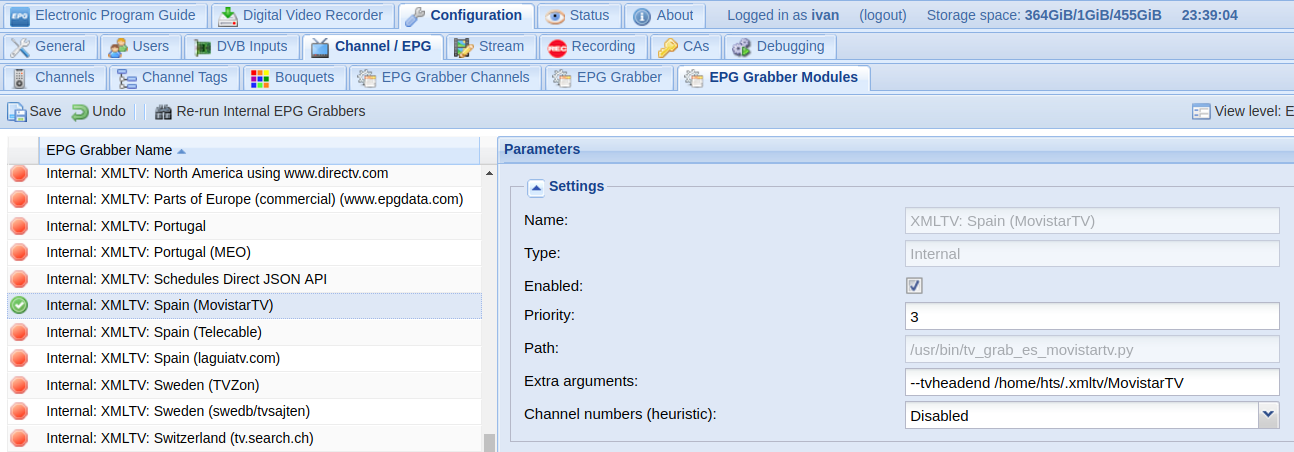 EPG Electronic Program Guide Digital Video Recorder Configuration Status About Logged in as ivan (logout) Storage space: 364GiB/1GiB/455GiB 23:39:04
General Users DVB Inputs Channel / EPG Stream REC Recording CAs Debugging
Channels Channel Tags Bouquets EPG Grabber Channels EPG Grabber EPG Grabber Modules
Save Undo Re-run Internal EPG Grabbers View level: E
EPG Grabber Name
Internal: XMLTV: North America using www.directv.com
Internal: XMLTV: Parts of Europe (commercial) (www.epgdata.com)
Internal: XMLTV: Portugal
Internal: XMLTV: Portugal (MEO)
Internal: XMLTV: Schedules Direct JSON API
Internal: XMLTV: Spain (MovistarTV)
Internal: XMLTV: Spain (Telecable)
Internal: XMLTV: Spain (laguiatv.com)
Internal: XMLTV: Sweden (TVZon)
Internal: XMLTV: Sweden (swedb/tvsajten)
Internal: XMLTV: Switzerland (tv.search.ch)
Parameters
Settings
Name: XMLTV: Spain (MovistarTV)
Type: Internal
Enabled:
Priority: 3
Path: /usr/bin/tv_grab_es_movistartv.py
Extra arguments: --tvheadend /home/hts/.xmltv/MovistarTV
Channel numbers (heuristic): Disabled